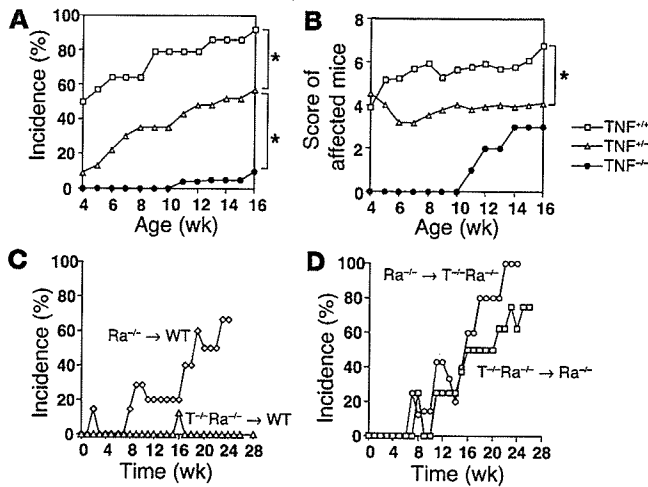 A
Incidence (%)
100
80
60
40
20
0
4 6 8 10 12 14 16
Age (wk)
*
*
B
Score of
affected mice
8
6
4
2
0
4 6 8 10 12 14 16
Age (wk)
*
TNF+/+
TNF+/-
TNF-/-
C
Incidence (%)
100
80
60
40
20
0
0 4 8 12 16 20 24 28
Time (wk)
Ra-/- → WT
T-/-Ra-/- → WT
D
Incidence (%)
100
80
60
40
20
0
0 4 8 12 16 20 24 28
Time (wk)
Ra-/- → T-/-Ra-/-
T-/-Ra-/- → Ra-/-